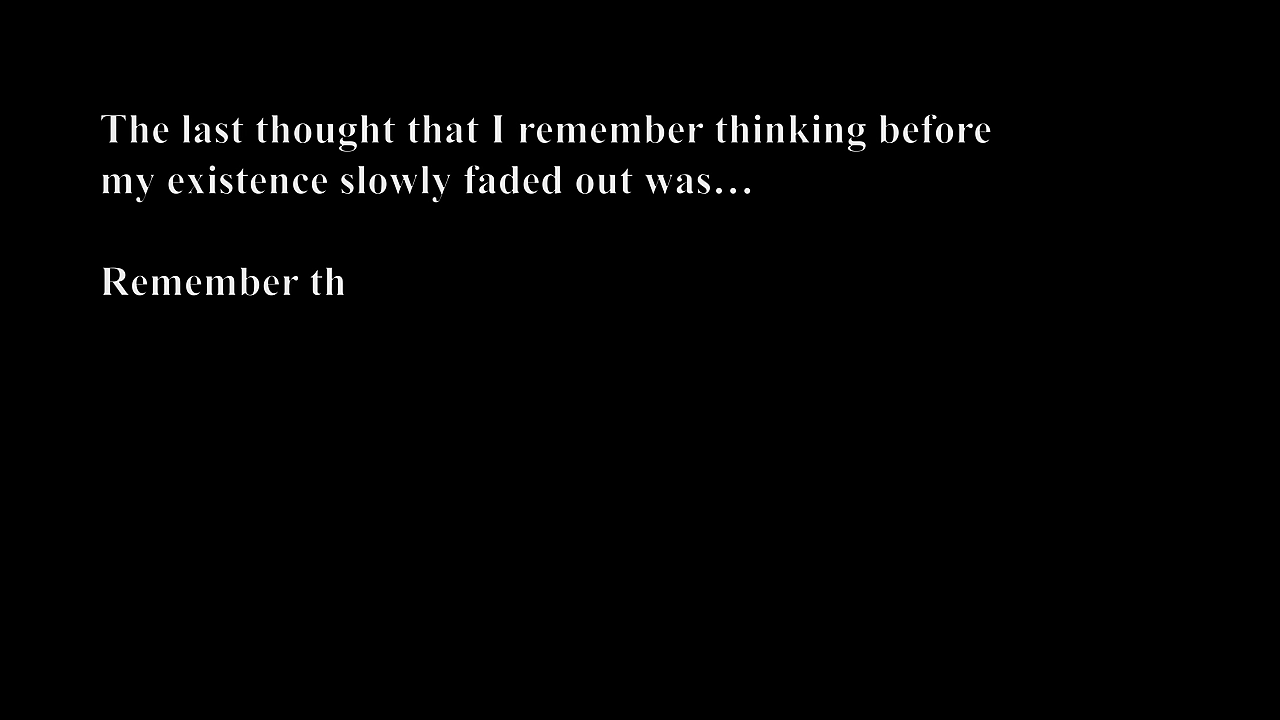 The last thought that I remember thinking before
my existence slowly faded out was...
Remember th